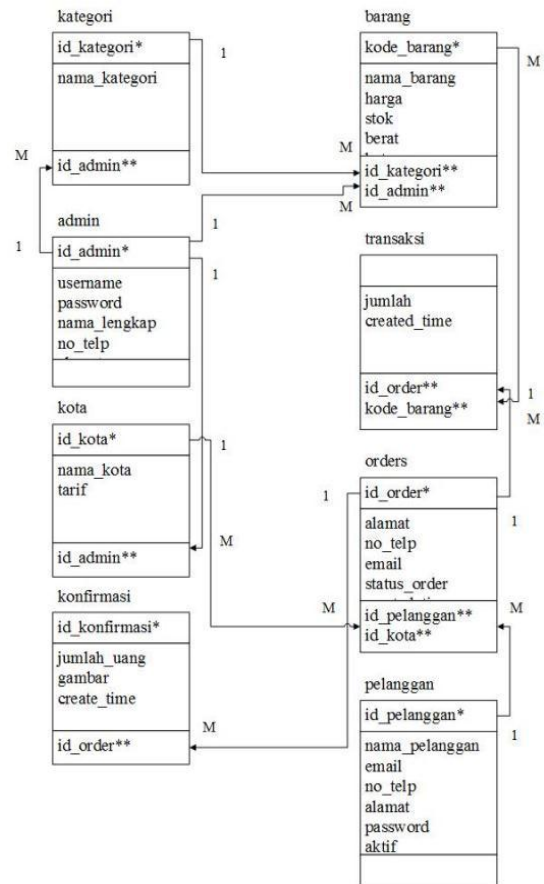 kategori
id_kategori*
nama_kategori
id_admin**
1
M
admin
id_admin*
username
password
nama_lengkap
no_telp
1
1
1
kota
id_kota*
nama_kota
tarif
id_admin**
1
M
M
konfirmasi
id_konfirmasi*
jumlah_uang
gambar
create_time
id_order**
M
barang
kode_barang*
nama_barang
harga
stok
berat
id_kategori**
id_admin**
M
M
M
transaksi
jumlah
created_time
id_order**
kode_barang**
1
M
orders
id_order*
alamat
no_telp
email
status_order
id_pelanggan**
id_kota**
1
1
M
M
pelanggan
id_pelanggan*
nama_pelanggan
email
no_telp
alamat
password
aktif
1